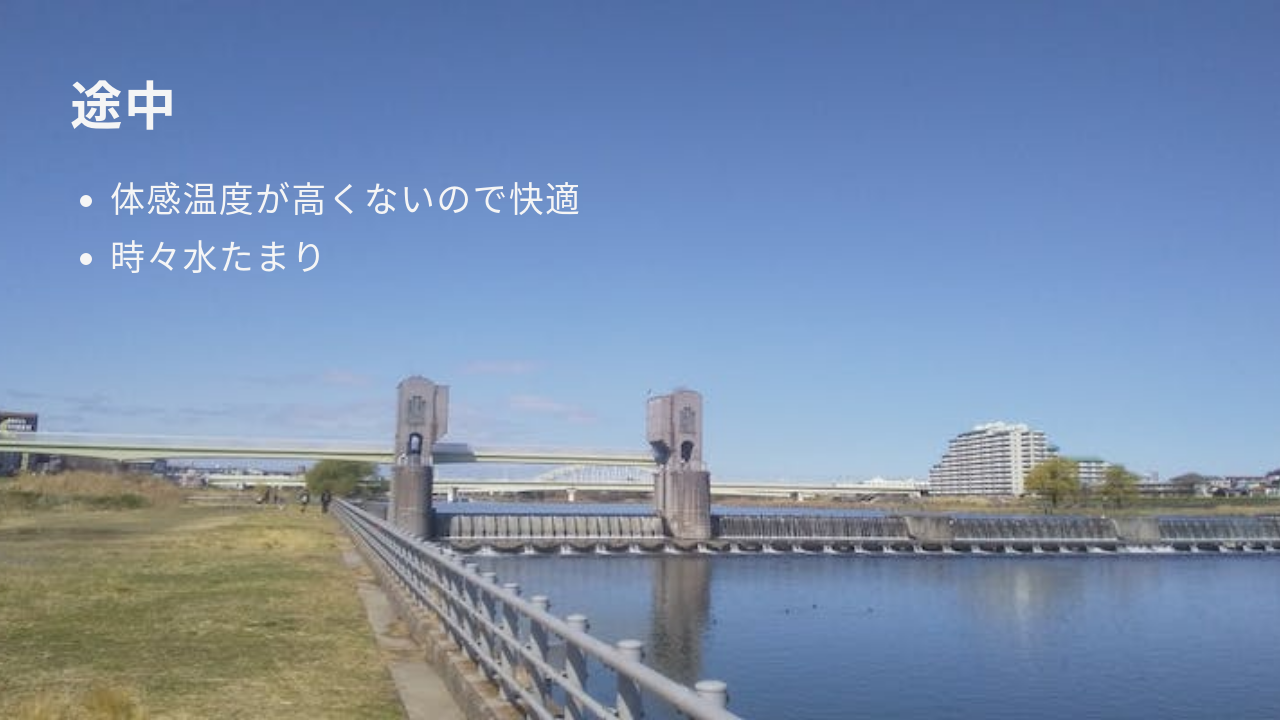 途中
体感温度が高くないので快適
時々水たまり